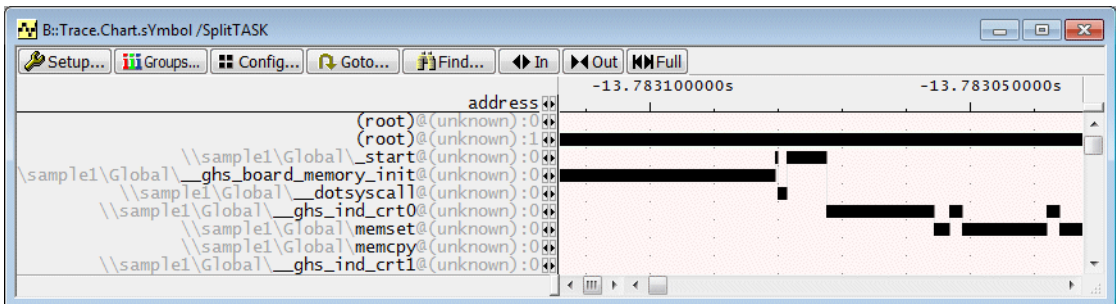 B::Trace.Chart.sYmbol /SplitTASK
Setup... Groups... Config... Goto... Find... In Out Full
-13.783100000s -13.783050000s
address
(root)@(unknown):0
(root)@(unknown):1
\\sample1\Global\_start@(unknown):0
\sample1\Global\__ghs_board_memory_init@(unknown):0
\\sample1\Global\__dotsyscall@(unknown):0
\\sample1\Global\__ghs_ind_crt0@(unknown):0
\\sample1\Global\memset@(unknown):0
\\sample1\Global\memcpy@(unknown):0
\\sample1\Global\__ghs_ind_crt1@(unknown):0